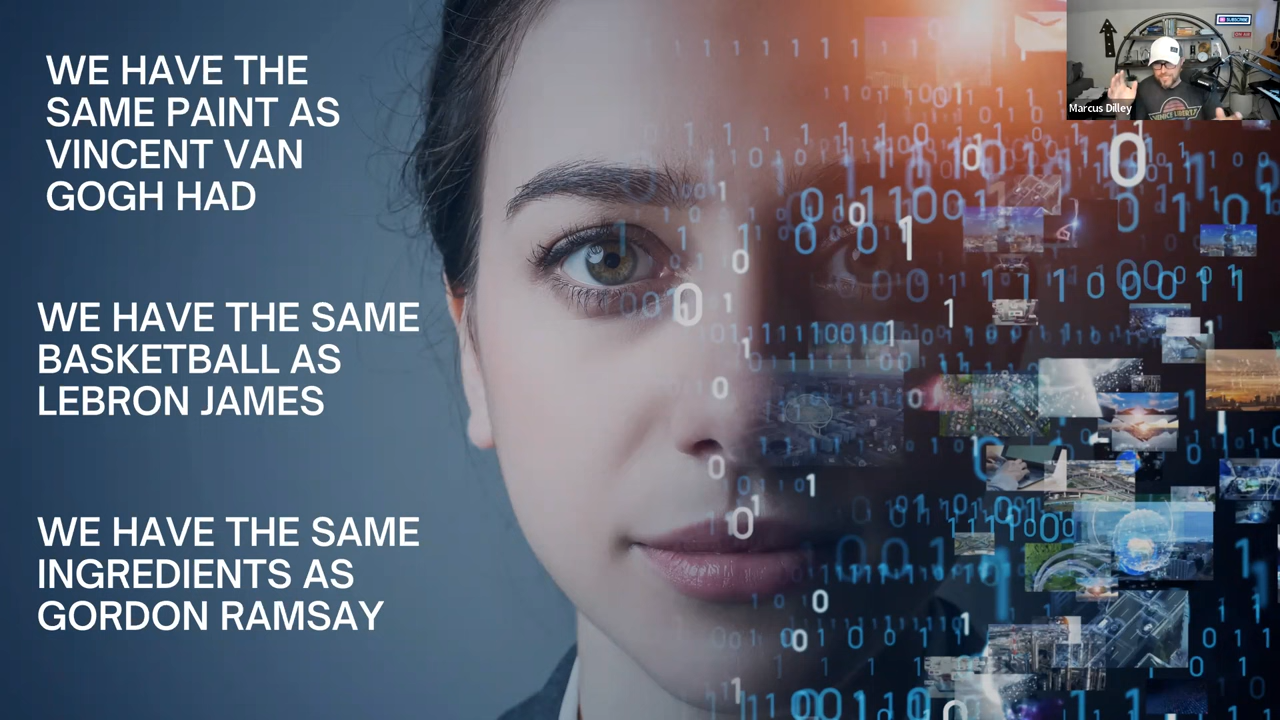 WE HAVE THE
SAME PAINT AS
VINCENT VAN
GOGH HAD
WE HAVE THE SAME
BASKETBALL AS
LEBRON JAMES
WE HAVE THE SAME
INGREDIENTS AS
GORDON RAMSAY
SUBSCRIBE
Marcus Dilley